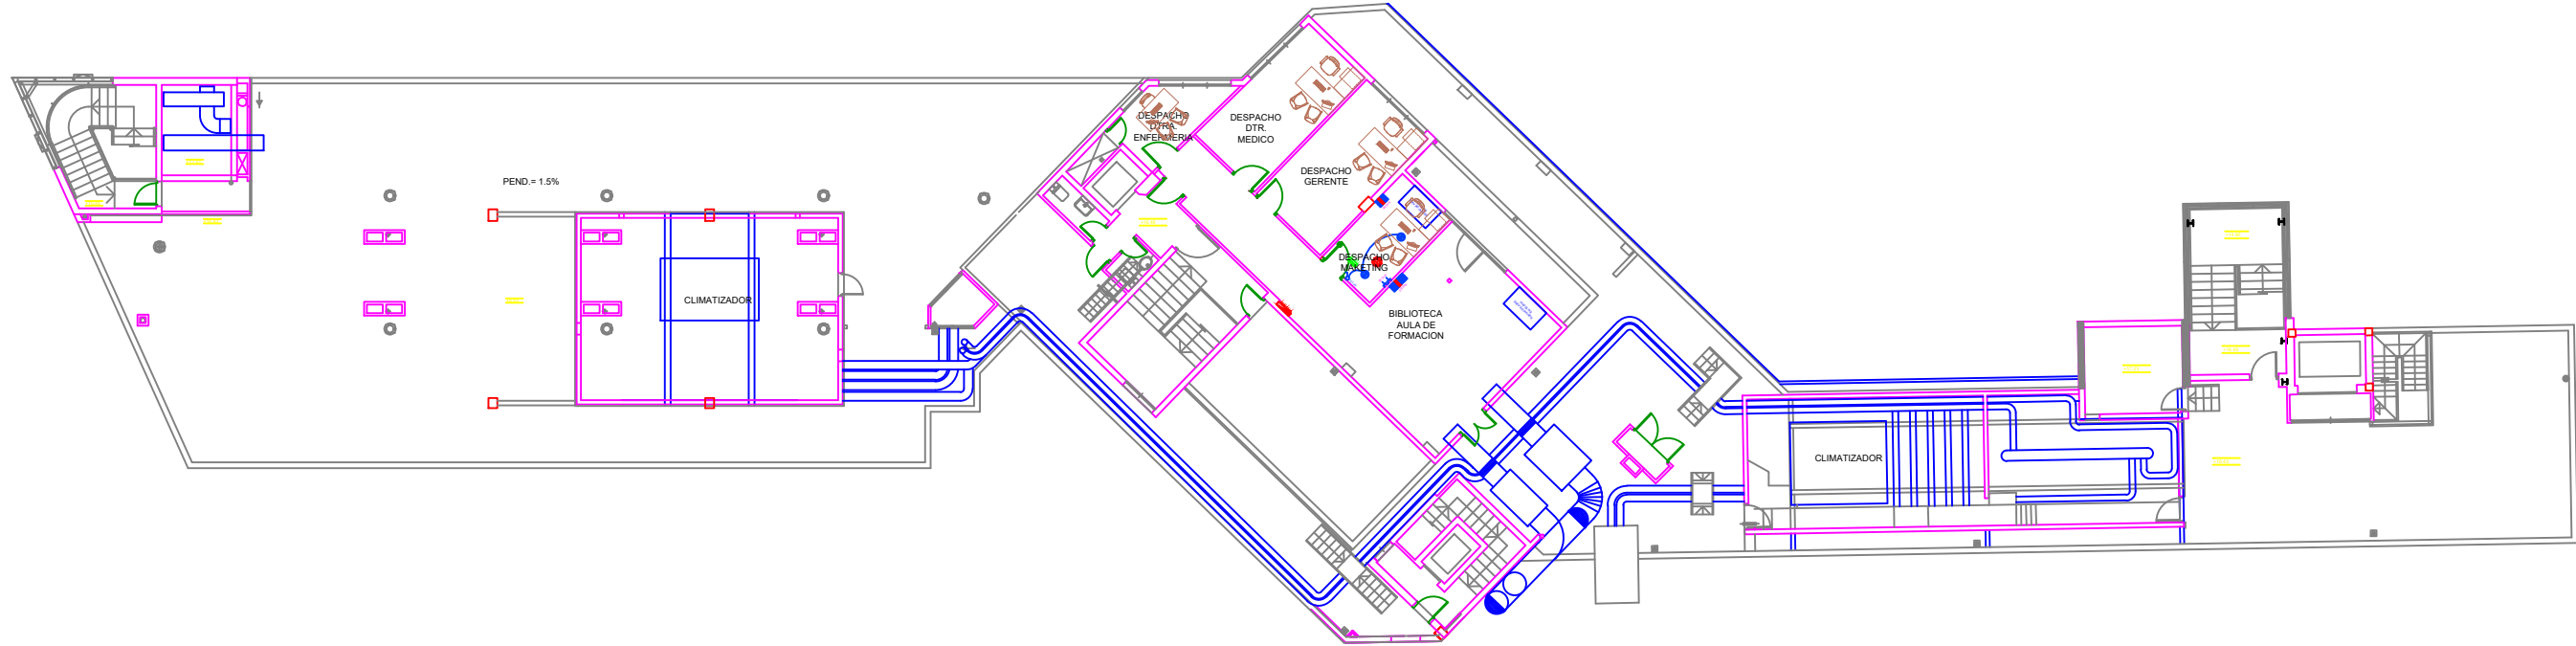 DESPACHO
DTRA
ENFERMERIA
DESPACHO
DTR.
MEDICO
DESPACHO
GERENTE
PEND.= 1.5%
DESPACHO
MAKETING
CLIMATIZADOR
BIBLIOTECA
AULA DE
FORMACION
CLIMATIZADOR